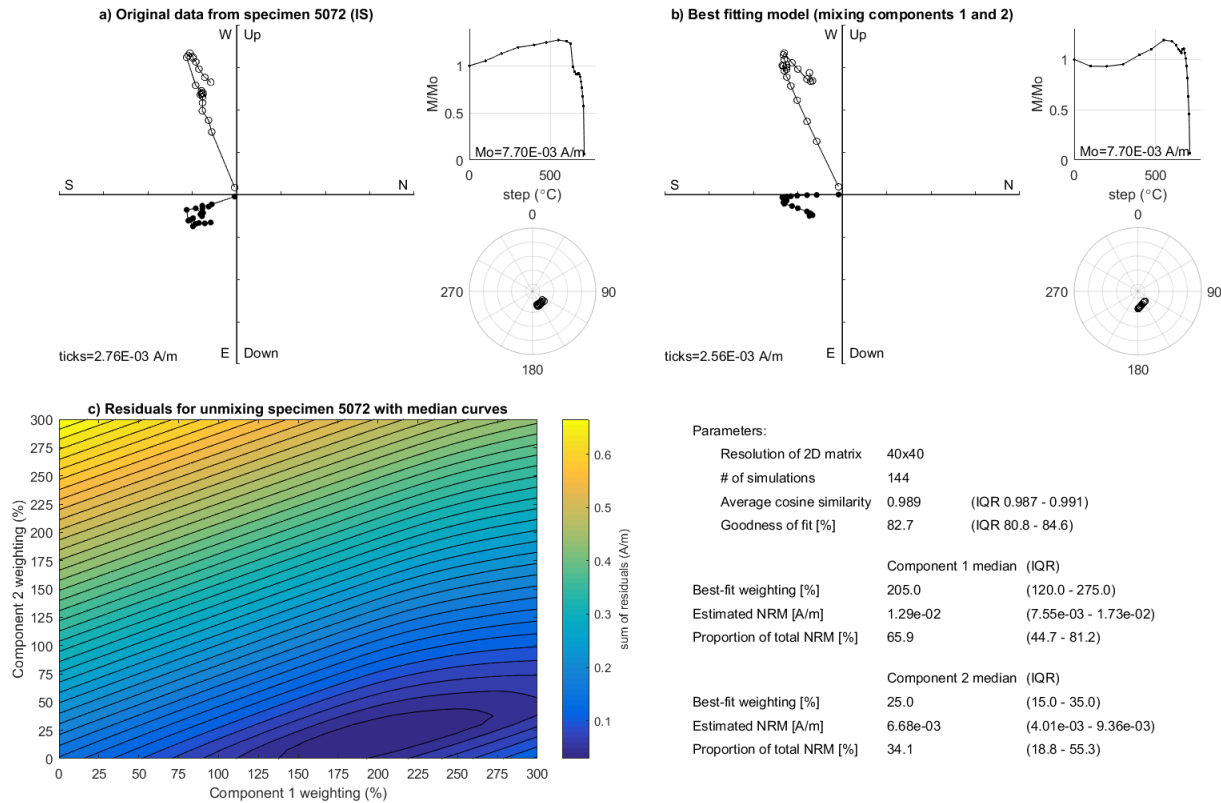 a) Original data from specimen 5072 (IS)
W Up
S N
E Down
ticks=2.76E-03 A/m
M/Mo
1
0.5
0
Mo=7.70E-03 A/m
0 500
step (°C)
0
270 90
180
b) Best fitting model (mixing components 1 and 2)
W Up
S N
E Down
ticks=2.56E-03 A/m
M/Mo
1
0.5
0
Mo=7.70E-03 A/m
0 500
step (°C)
0
270 90
180
c) Residuals for unmixing specimen 5072 with median curves
Component 2 weighting (%)
300
275
250
225
200
175
150
125
100
75
50
25
0
0 25 50 75 100 125 150 175 200 225 250 275 300
Component 1 weighting (%)
0.6
0.5
0.4
0.3
0.2
0.1
sum of residuals (A/m)
Parameters:
Resolution of 2D matrix 40x40
# of simulations 144
Average cosine similarity 0.989 (IQR 0.987 - 0.991)
Goodness of fit [%] 82.7 (IQR 80.8 - 84.6)
Component 1 median (IQR)
Best-fit weighting [%] 205.0 (120.0 - 275.0)
Estimated NRM [A/m] 1.29e-02 (7.55e-03 - 1.73e-02)
Proportion of total NRM [%] 65.9 (44.7 - 81.2)
Component 2 median (IQR)
Best-fit weighting [%] 25.0 (15.0 - 35.0)
Estimated NRM [A/m] 6.68e-03 (4.01e-03 - 9.36e-03)
Proportion of total NRM [%] 34.1 (18.8 - 55.3)